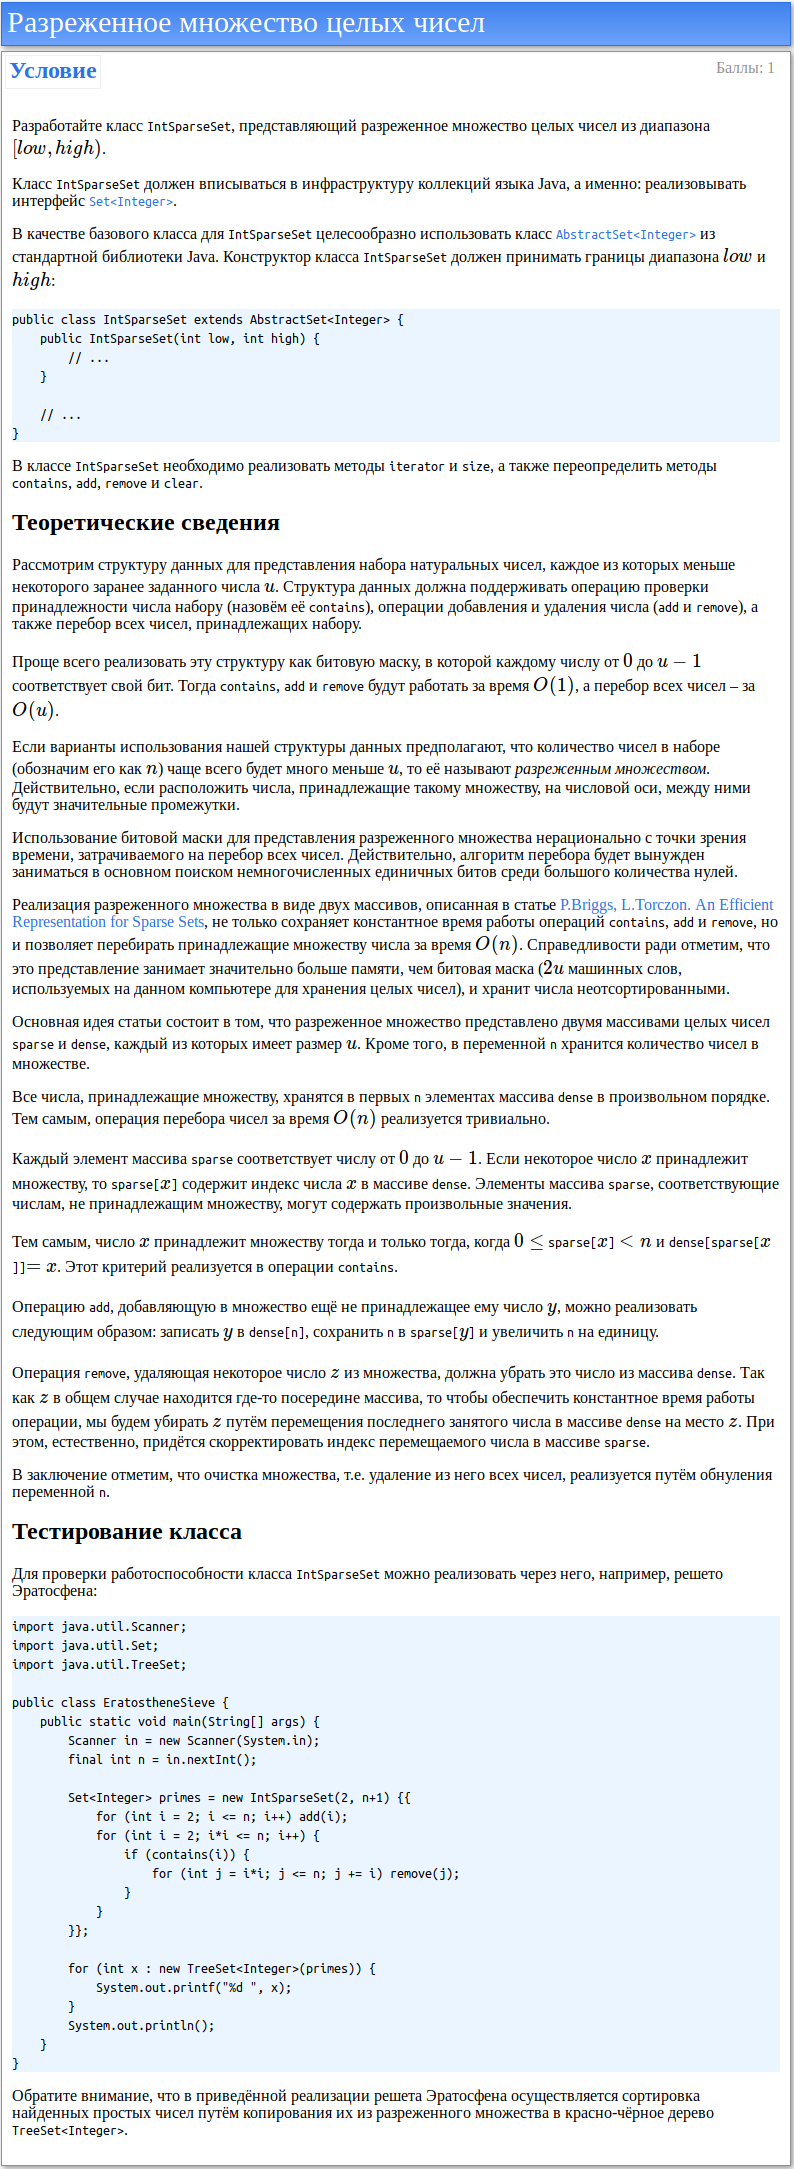 Разреженное множество целых чисел
Условие
Баллы: 1
Разработайте класс IntSparseSet, представляющий разреженное множество целых чисел из диапазона
[low, high).
Класс IntSparseSet должен вписываться в инфраструктуру коллекций языка Java, а именно: реализовывать
интерфейс Set<Integer>.
В качестве базового класса для IntSparseSet целесообразно использовать класс AbstractSet<Integer> из
стандартной библиотеки Java. Конструктор класса IntSparseSet должен принимать границы диапазона low и
high:
public class IntSparseSet extends AbstractSet<Integer> {
    public IntSparseSet(int low, int high) {
        // ...
    }
    // ...
}
В классе IntSparseSet необходимо реализовать методы iterator и size, а также переопределить методы
contains, add, remove и clear.
Теоретические сведения
Рассмотрим структуру данных для представления набора натуральных чисел, каждое из которых меньше
некоторого заранее заданного числа u. Структура данных должна поддерживать операцию проверки
принадлежности числа набору (назовём её contains), операции добавления и удаления числа (add и remove), а
также перебор всех чисел, принадлежащих набору.
Проще всего реализовать эту структуру как битовую маску, в которой каждому числу от 0 до u − 1
соответствует свой бит. Тогда contains, add и remove будут работать за время O(1), а перебор всех чисел – за
O(u).
Если варианты использования нашей структуры данных предполагают, что количество чисел в наборе
(обозначим его как n) чаще всего будет много меньше u, то её называют разреженным множеством.
Действительно, если расположить числа, принадлежащие такому множеству, на числовой оси, между ними
будут значительные промежутки.
Использование битовой маски для представления разреженного множества нерационально с точки зрения
времени, затрачиваемого на перебор всех чисел. Действительно, алгоритм перебора будет вынужден
заниматься в основном поиском немногочисленных единичных битов среди большого количества нулей.
Реализация разреженного множества в виде двух массивов, описанная в статье P.Briggs, L.Torczon. An Efficient
Representation for Sparse Sets, не только сохраняет константное время работы операций contains, add и remove, но
и позволяет перебирать принадлежащие множеству числа за время O(n). Справедливости ради отметим, что
это представление занимает значительно больше памяти, чем битовая маска (2u машинных слов,
используемых на данном компьютере для хранения целых чисел), и хранит числа неотсортированными.
Основная идея статьи состоит в том, что разреженное множество представлено двумя массивами целых чисел
sparse и dense, каждый из которых имеет размер u. Кроме того, в переменной n хранится количество чисел в
множестве.
Все числа, принадлежащие множеству, хранятся в первых n элементах массива dense в произвольном порядке.
Тем самым, операция перебора чисел за время O(n) реализуется тривиально.
Каждый элемент массива sparse соответствует числу от 0 до u − 1. Если некоторое число x принадлежит
множеству, то sparse[x] содержит индекс числа x в массиве dense. Элементы массива sparse, соответствующие
числам, не принадлежащим множеству, могут содержать произвольные значения.
Тем самым, число x принадлежит множеству тогда и только тогда, когда 0 ≤ sparse[x] < n и dense[sparse[x
]]= x. Этот критерий реализуется в операции contains.
Операцию add, добавляющую в множество ещё не принадлежащее ему число y, можно реализовать
следующим образом: записать y в dense[n], сохранить n в sparse[y] и увеличить n на единицу.
Операция remove, удаляющая некоторое число z из множества, должна убрать это число из массива dense. Так
как z в общем случае находится где-то посередине массива, то чтобы обеспечить константное время работы
операции, мы будем убирать z путём перемещения последнего занятого числа в массиве dense на место z. При
этом, естественно, придётся скорректировать индекс перемещаемого числа в массиве sparse.
В заключение отметим, что очистка множества, т.е. удаление из него всех чисел, реализуется путём обнуления
переменной n.
Тестирование класса
Для проверки работоспособности класса IntSparseSet можно реализовать через него, например, решето
Эратосфена:
import java.util.Scanner;
import java.util.Set;
import java.util.TreeSet;
public class EratostheneSieve {
    public static void main(String[] args) {
        Scanner in = new Scanner(System.in);
        final int n = in.nextInt();
        Set<Integer> primes = new IntSparseSet(2, n+1) {{
            for (int i = 2; i <= n; i++) add(i);
            for (int i = 2; i*i <= n; i++) {
                if (contains(i)) {
                    for (int j = i*i; j <= n; j += i) remove(j);
                }
            }
        }};
        for (int x : new TreeSet<Integer>(primes)) {
            System.out.printf("%d ", x);
        }
        System.out.println();
    }
}
Обратите внимание, что в приведённой реализации решета Эратосфена осуществляется сортировка
найденных простых чисел путём копирования их из разреженного множества в красно-чёрное дерево
TreeSet<Integer>.